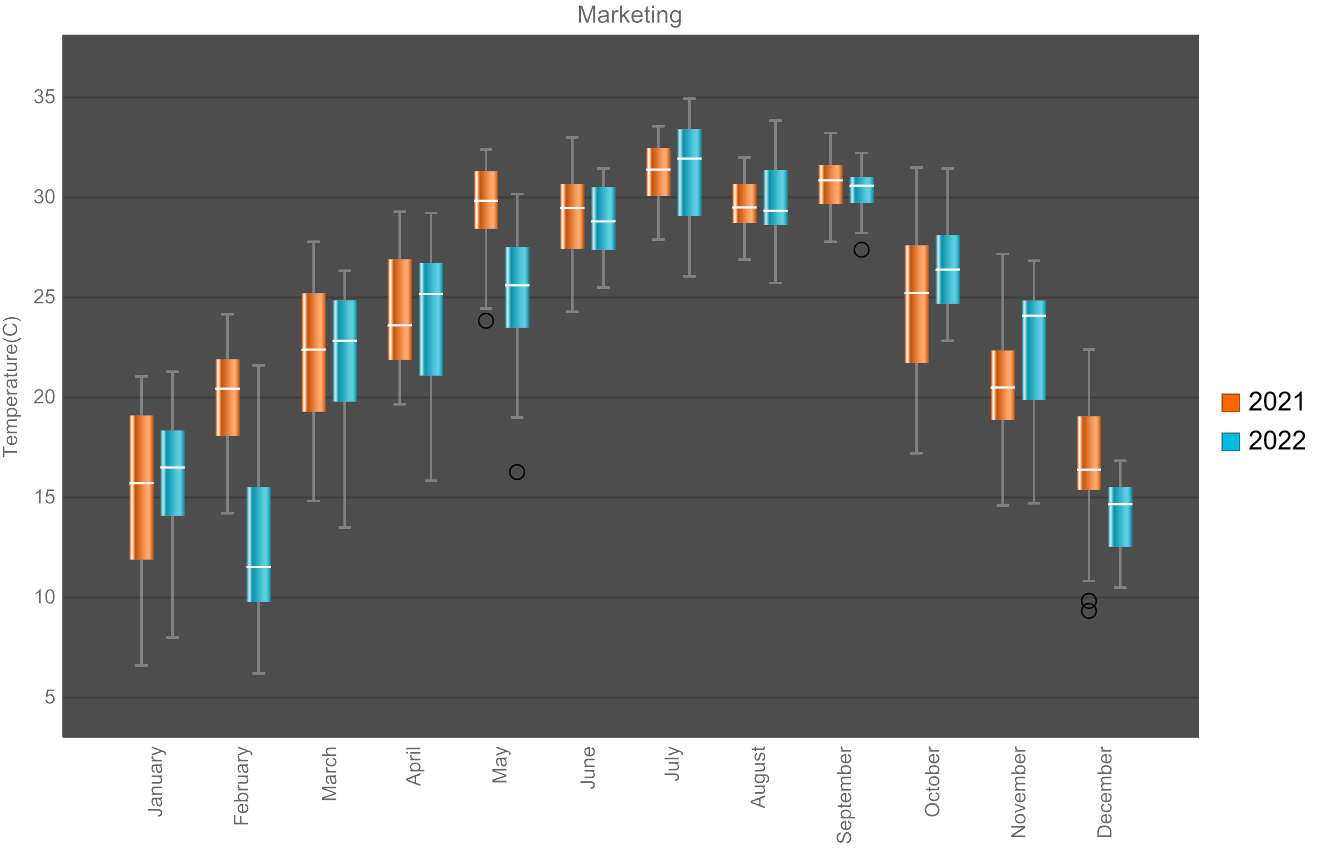 Marketing
Temperature(C)
35
30
25
20
15
10
5
January
February
March
April
May
June
July
August
September
October
November
December
2021
2022